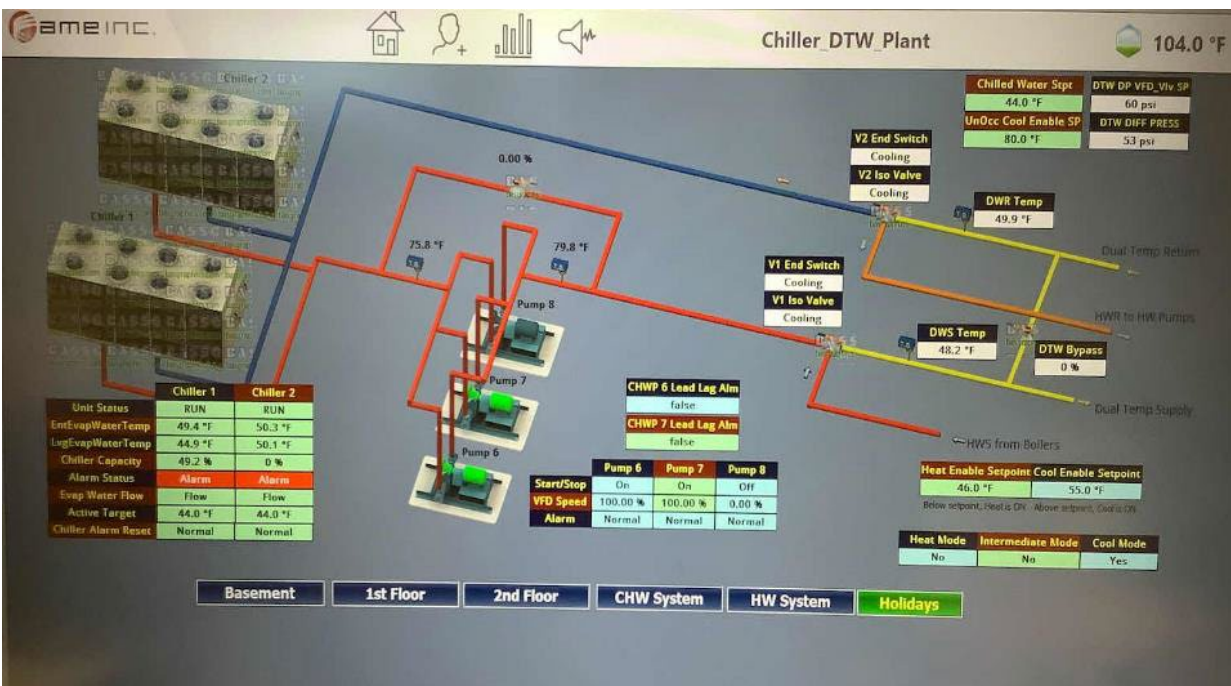 Gameinc.
Chiller_DTW_Plant
104.0 °F
Chiller 2
Chiller 1
Chilled Water Stpt
44.0 °F
UnOcc Cool Enable SP
80.0 °F
DTW DP VFD_Vlv SP
60 psi
DTW DIFF PRESS
53 psi
V2 End Switch
Cooling
V2 Iso Valve
Cooling
0.00 %
DWR Temp
49.9 °F
Dual Temp Return
75.8 °F
79.8 °F
V1 End Switch
Cooling
V1 Iso Valve
Cooling
HWR to HW Pumps
Pump 8
DWS Temp
48.2 °F
DTW Bypass
0 %
Pump 7
Dual Temp Supply
Pump 6
HWS from Boilers
Chiller 1 Chiller 2
Unit Status RUN RUN
EntEvapWaterTemp 49.4 °F 50.3 °F
LvgEvapWaterTemp 44.9 °F 50.1 °F
Chiller Capacity 49.2 % 0 %
Alarm Status Alarm Alarm
Evap Water Flow Flow Flow
Active Target 44.0 °F 44.0 °F
Chiller Alarm Reset Normal Normal
CHWP 6 Lead Lag Alm
false
CHWP 7 Lead Lag Alm
false
Pump 6 Pump 7 Pump 8
Start/Stop On On Off
VFD Speed 100.00 % 100.00 % 0.00 %
Alarm Normal Normal Normal
Heat Enable Setpoint Cool Enable Setpoint
46.0 °F 55.0 °F
Below setpoint, Heat is ON - Above setpoint, Cool is ON
Heat Mode Intermediate Mode Cool Mode
No No Yes
Basement 1st Floor 2nd Floor CHW System HW System Holidays